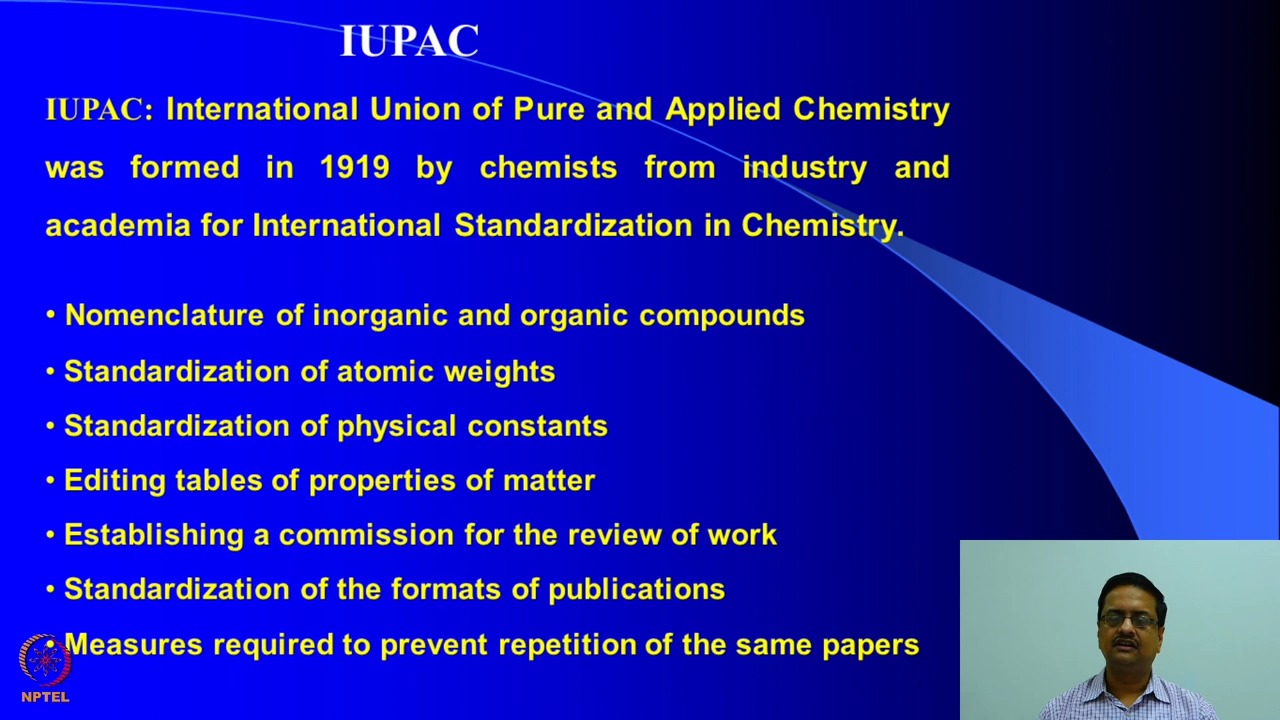 IUPAC
IUPAC: International Union of Pure and Applied Chemistry
was formed in 1919 by chemists from industry and
academia for International Standardization in Chemistry.
• Nomenclature of inorganic and organic compounds
• Standardization of atomic weights
• Standardization of physical constants
• Editing tables of properties of matter
• Establishing a commission for the review of work
• Standardization of the formats of publications
• Measures required to prevent repetition of the same papers
NPTEL